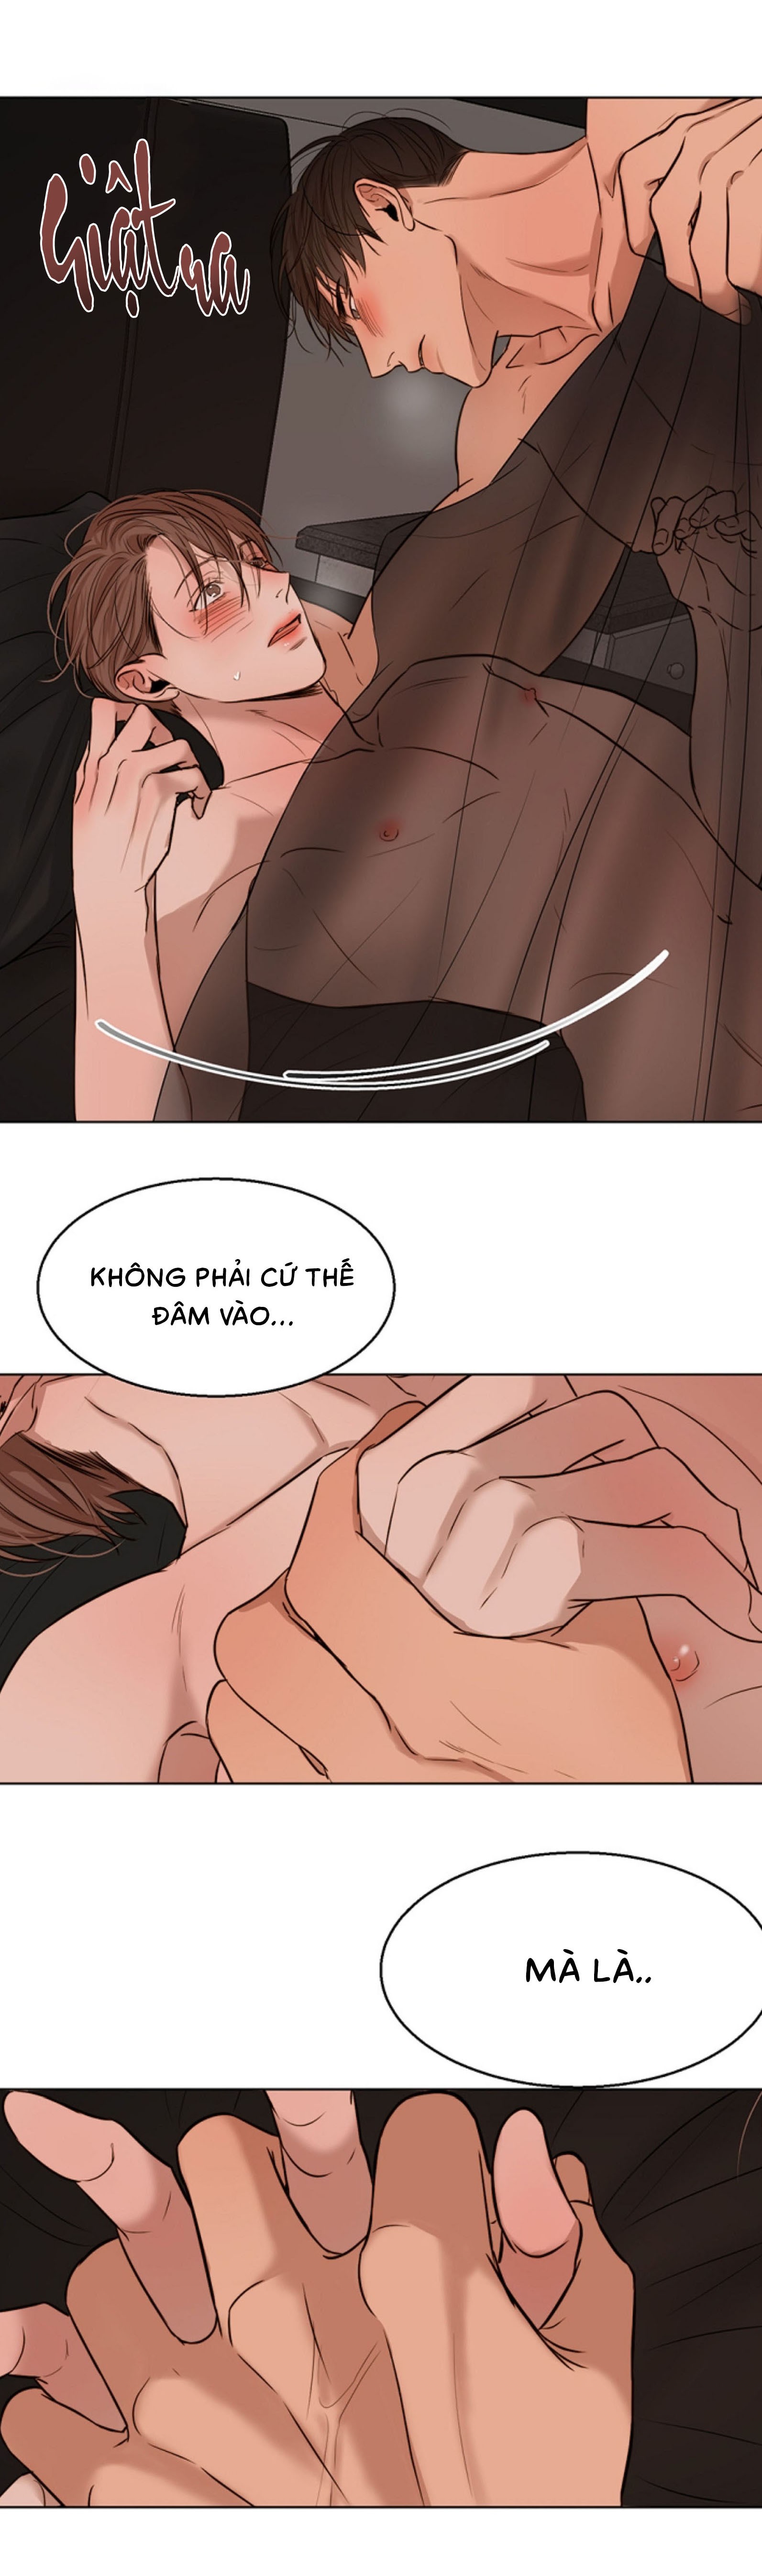 Giật ra
KHÔNG PHẢI CỨ THẾ
ĐÂM VÀO...
MÀ LÀ..